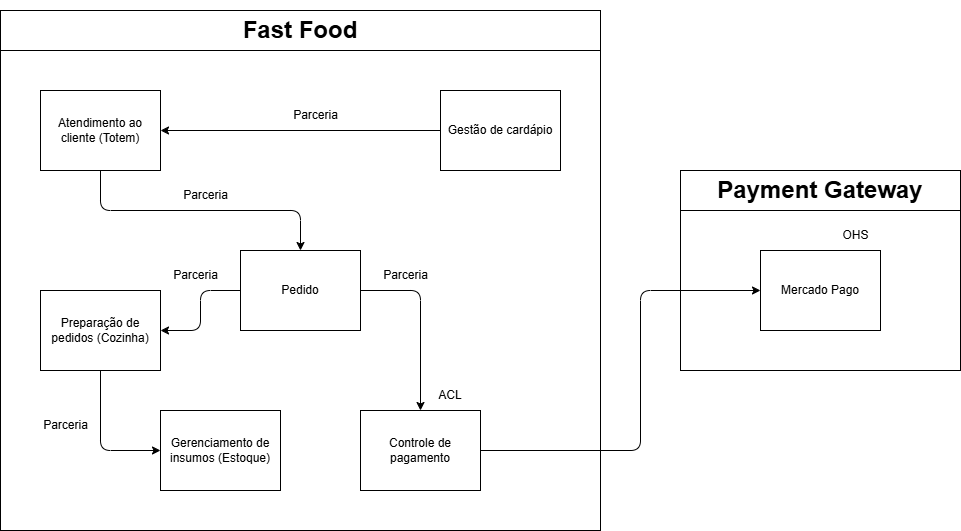 Fast Food
Parceria
Atendimento ao
cliente (Totem)
Gestão de cardápio
Parceria
Payment Gateway
OHS
Parceria
Parceria
Pedido
Mercado Pago
Preparação de
pedidos (Cozinha)
ACL
Parceria
Gerenciamento de
insumos (Estoque)
Controle de
pagamento